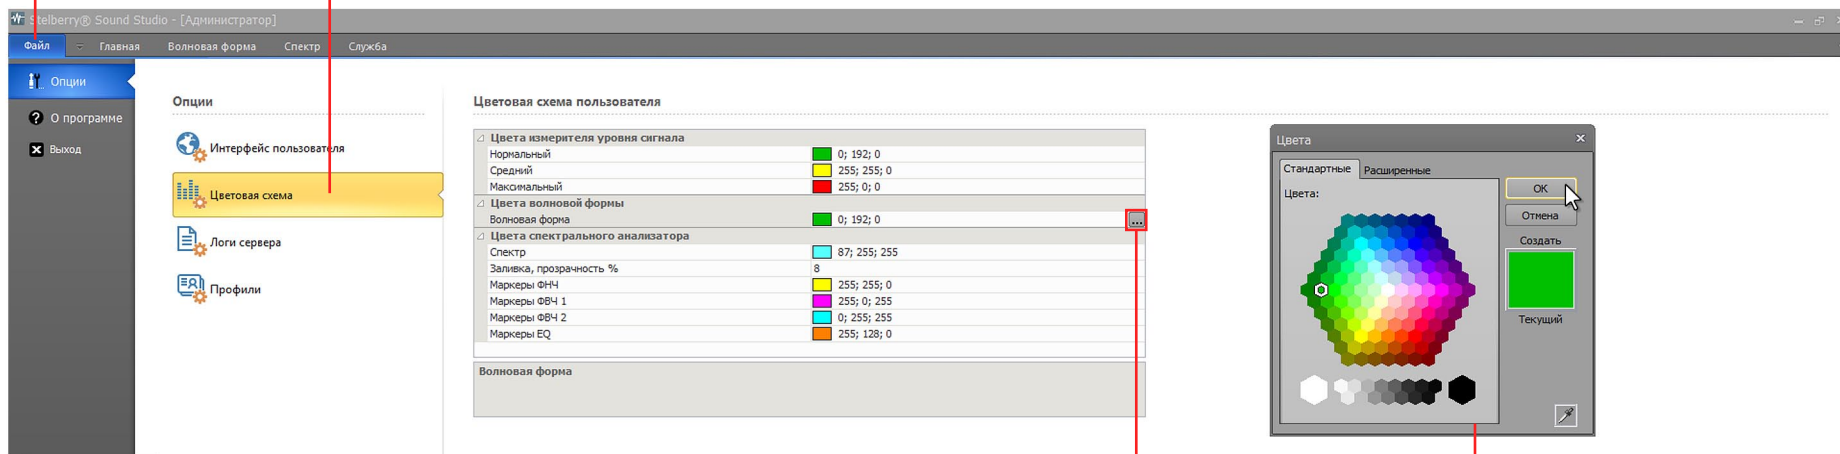 Stelberry® Sound Studio - [Администратор]
Файл Главная Волновая форма Спектр Служба
Опции
О программе
Выход
Опции
Интерфейс пользователя
Цветовая схема
Логи сервера
Профили
Цветовая схема пользователя
Цвета измерителя уровня сигнала
Нормальный 0; 192; 0
Средний 255; 255; 0
Максимальный 255; 0; 0
Цвета волновой формы
Волновая форма 0; 192; 0 ...
Цвета спектрального анализатора
Спектр 87; 255; 255
Заливка, прозрачность % 8
Маркеры ФНЧ 255; 255; 0
Маркеры ФВЧ 1 255; 0; 255
Маркеры ФВЧ 2 0; 255; 255
Маркеры EQ 255; 128; 0
Волновая форма
Цвета
Стандартные Расширенные
Цвета:
OK
Отмена
Создать
Текущий